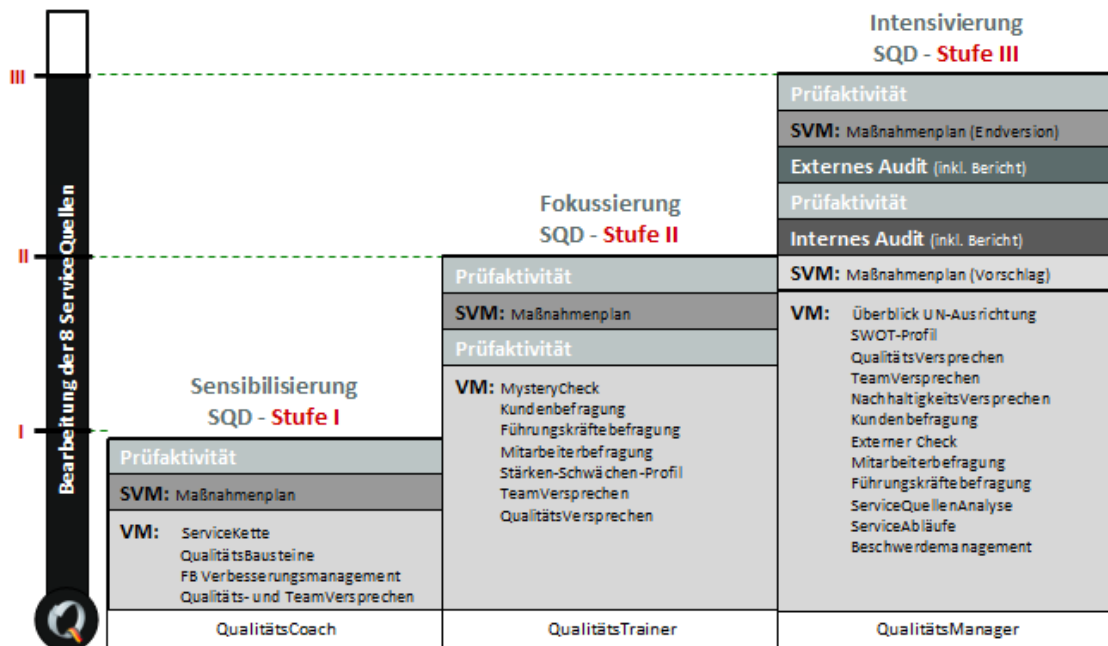 Intensivierung
SQD - Stufe III
III
Prüfaktivität
SVM: Maßnahmenplan (Endversion)
Externes Audit (inkl. Bericht)
Prüfaktivität
Internes Audit (inkl. Bericht)
SVM: Maßnahmenplan (Vorschlag)
VM: Überblick UN-Ausrichtung
SWOT-Profil
QualitätsVersprechen
TeamVersprechen
NachhaltigkeitsVersprechen
Kundenbefragung
Externer Check
Mitarbeiterbefragung
Führungskräftebefragung
ServiceQuellenAnalyse
ServiceAbläufe
Beschwerdemanagement
QualitätsManager
Fokussierung
SQD - Stufe II
II
Prüfaktivität
SVM: Maßnahmenplan
Prüfaktivität
VM: MysteryCheck
Kundenbefragung
Führungskräftebefragung
Mitarbeiterbefragung
Stärken-Schwächen-Profil
TeamVersprechen
QualitätsVersprechen
QualitätsTrainer
Sensibilisierung
SQD - Stufe I
I
Prüfaktivität
SVM: Maßnahmenplan
VM: ServiceKette
QualitätsBausteine
FB Verbesserungsmanagement
Qualitäts- und TeamVersprechen
QualitätsCoach
Bearbeitung der 8 ServiceQuellen
Q